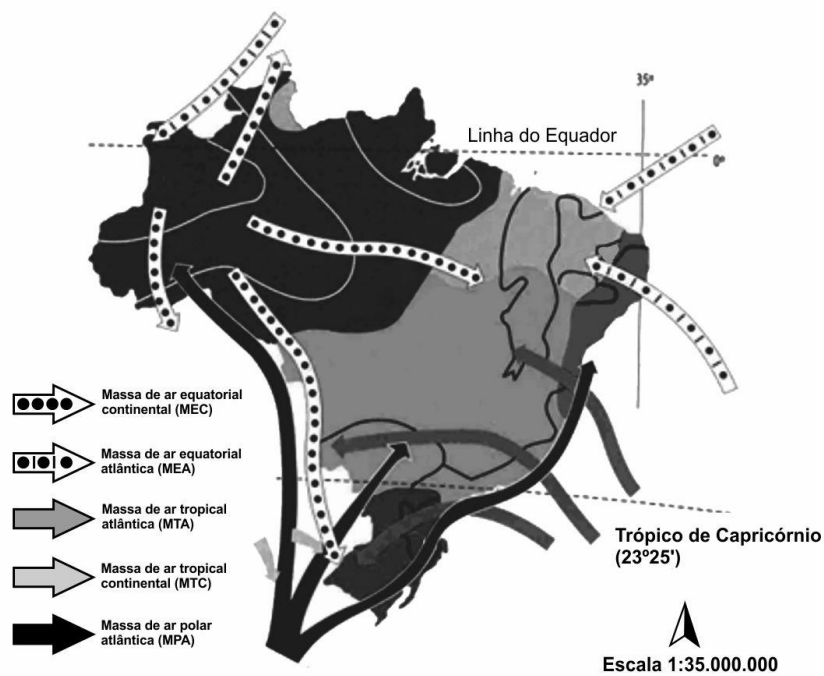 35º
Linha do Equador
0º
Massa de ar equatorial
continental (MEC)
Massa de ar equatorial
atlântica (MEA)
Massa de ar tropical
atlântica (MTA)
Massa de ar tropical
continental (MTC)
Massa de ar polar
atlântica (MPA)
Trópico de Capricórnio
(23º25')
Escala 1:35.000.000